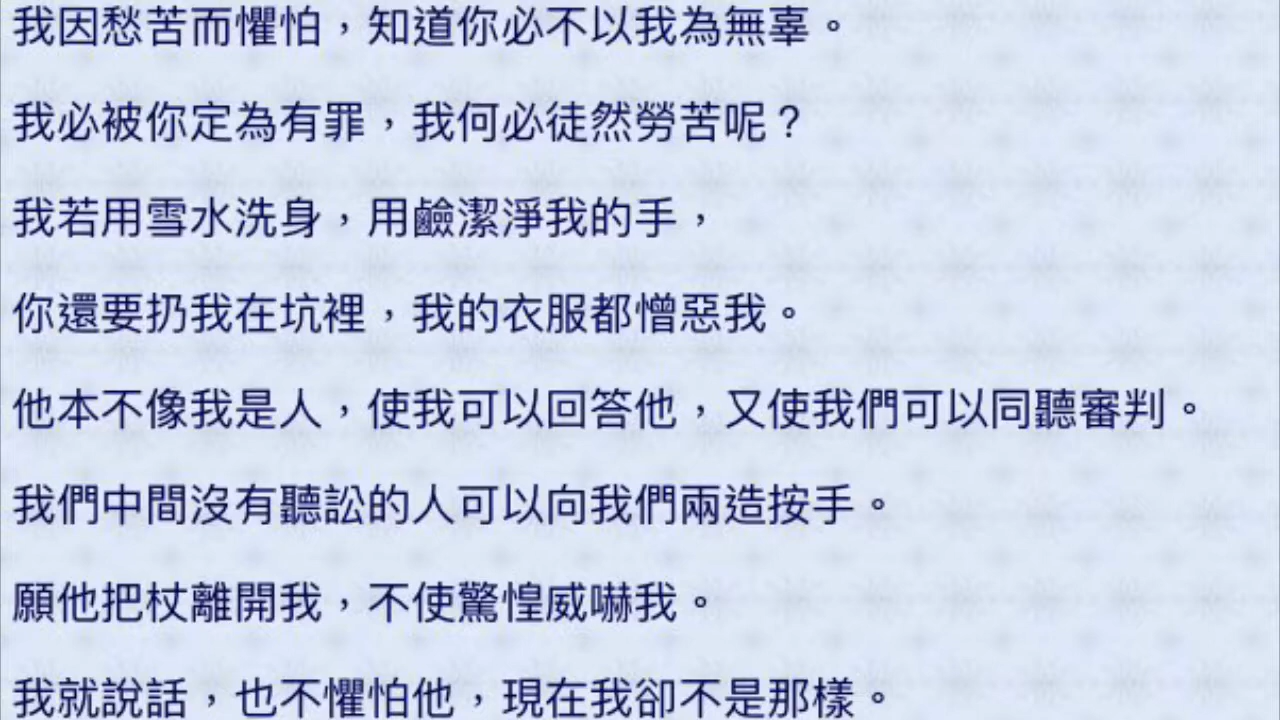 我因愁苦而懼怕，知道你必不以我為無辜。
我必被你定為有罪，我何必徒然勞苦呢？
我若用雪水洗身，用鹼潔淨我的手，
你還要扔我在坑裡，我的衣服都憎惡我。
他本不像我是人，使我可以回答他，又使我們可以同聽審判。
我們中間沒有聽訟的人可以向我們兩造按手。
願他把杖離開我，不使驚惶威嚇我。
我就說話，也不懼怕他，現在我卻不是那樣。